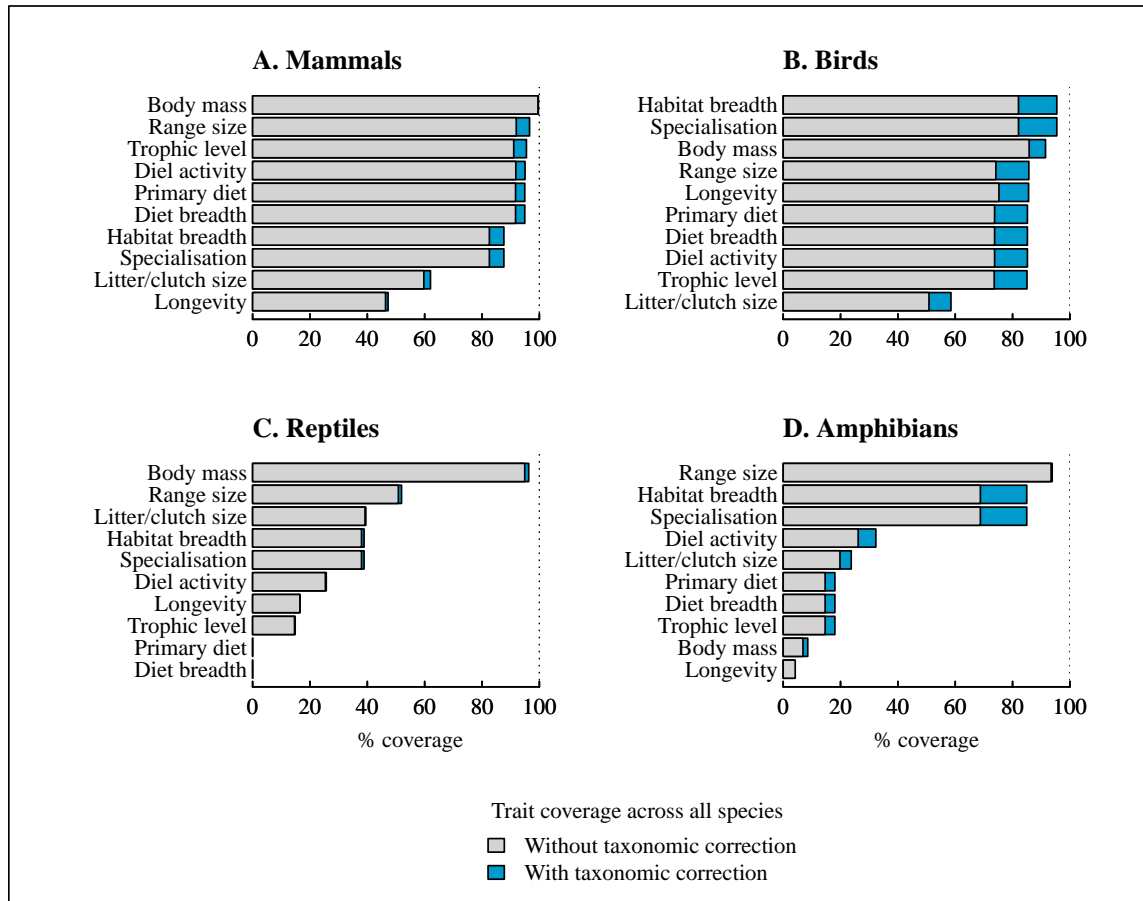 A. Mammals
Body mass
Range size
Trophic level
Diel activity
Primary diet
Diet breadth
Habitat breadth
Specialisation
Litter/clutch size
Longevity
0 20 40 60 80 100
B. Birds
Habitat breadth
Specialisation
Body mass
Range size
Longevity
Primary diet
Diet breadth
Diel activity
Trophic level
Litter/clutch size
0 20 40 60 80 100
C. Reptiles
Body mass
Range size
Litter/clutch size
Habitat breadth
Specialisation
Diel activity
Longevity
Trophic level
Primary diet
Diet breadth
0 20 40 60 80 100
% coverage
D. Amphibians
Range size
Habitat breadth
Specialisation
Diel activity
Litter/clutch size
Primary diet
Diet breadth
Trophic level
Body mass
Longevity
0 20 40 60 80 100
% coverage
Trait coverage across all species
Without taxonomic correction
With taxonomic correction